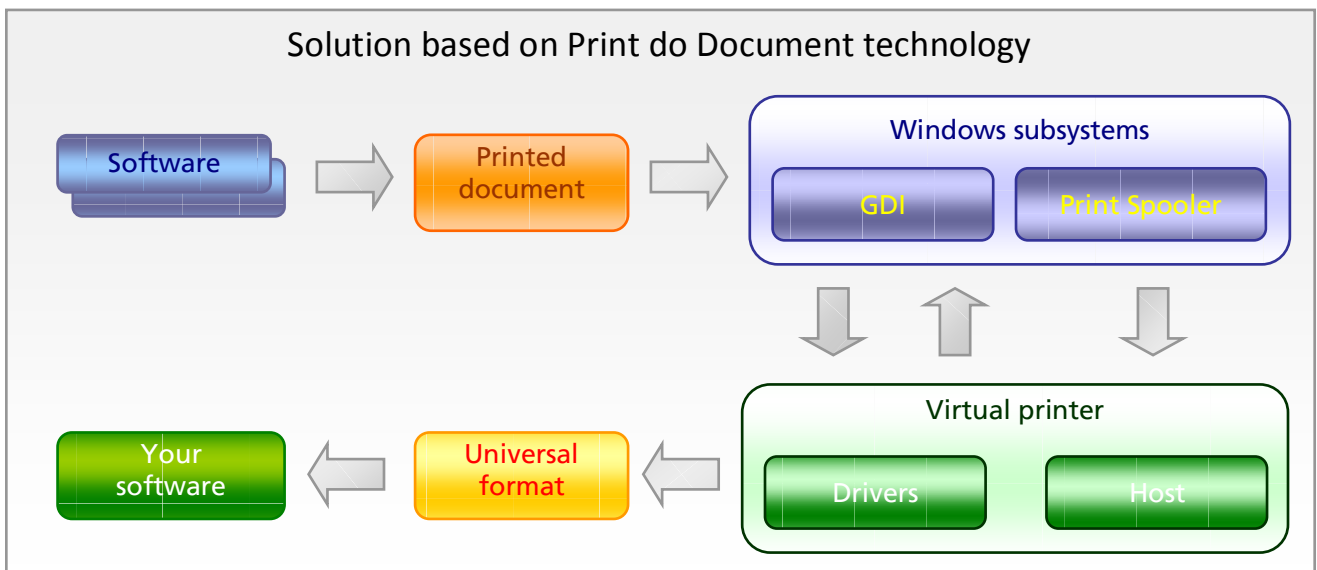 Solution based on Print do Document technology
Software
Printed
document
Windows subsystems
GDI
Print Spooler
Your
software
Universal
format
Virtual printer
Drivers
Host